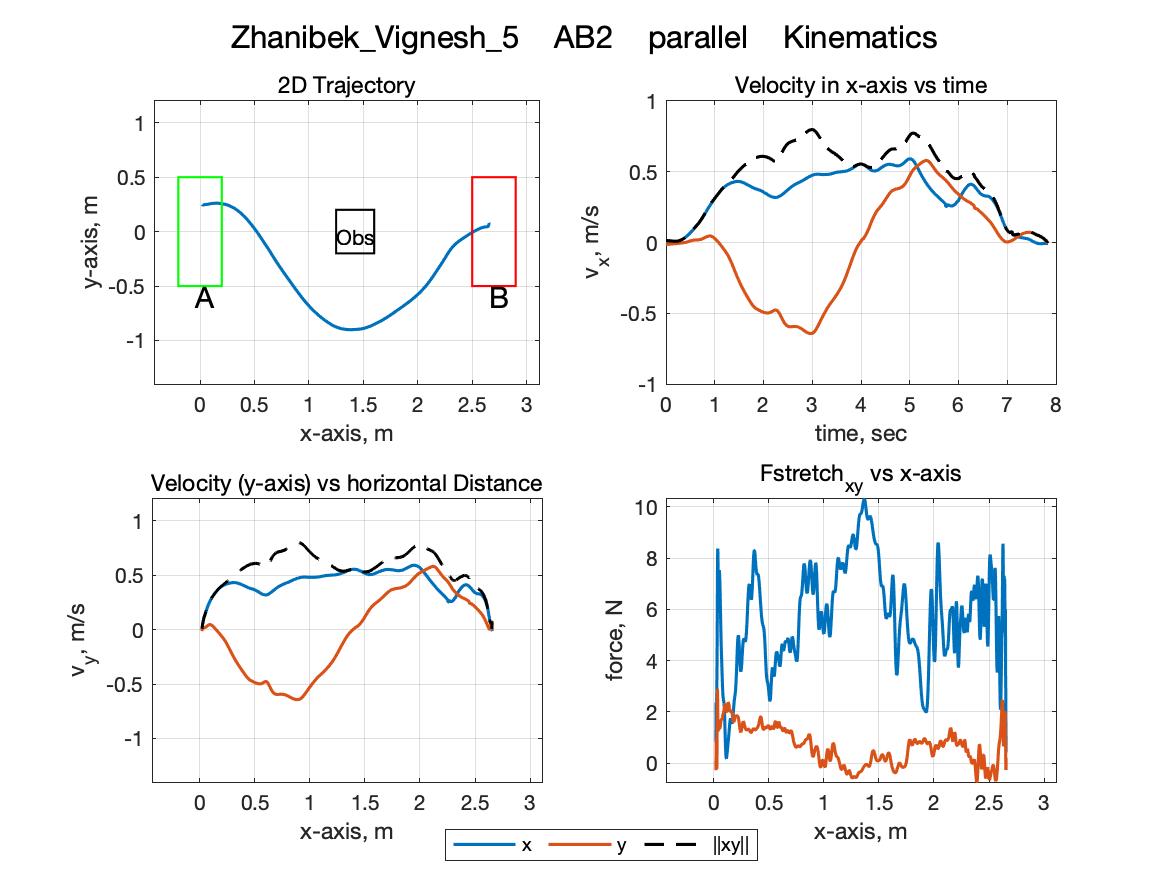 Zhanibek_Vignesh_5 AB2 parallel Kinematics
2D Trajectory
1
0.5
0
-0.5
-1
y-axis, m
Obs
A
B
0 0.5 1 1.5 2 2.5 3
x-axis, m
Velocity in x-axis vs time
1
0.5
0
-0.5
-1
v_x, m/s
0 1 2 3 4 5 6 7 8
time, sec
Velocity (y-axis) vs horizontal Distance
1
0.5
0
-0.5
-1
v_y, m/s
0 0.5 1 1.5 2 2.5 3
x-axis, m
Fstretch_xy vs x-axis
10
8
6
4
2
0
force, N
0 0.5 1 1.5 2 2.5 3
x-axis, m
x y ||xy||